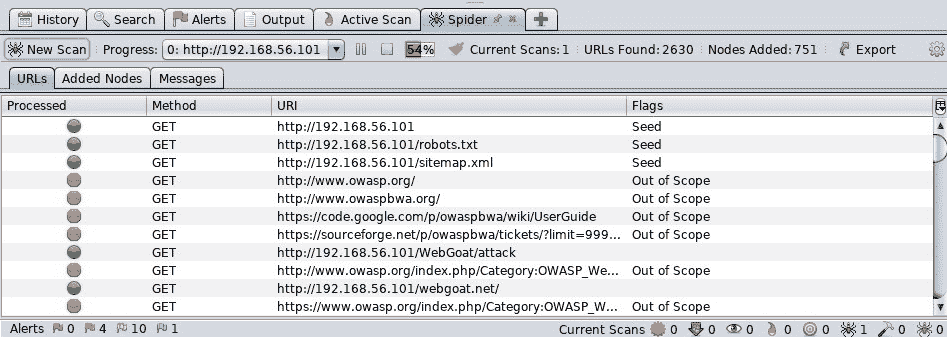 History Search Alerts Output Active Scan Spider
New Scan Progress: 0: http://192.168.56.101 54% Current Scans: 1 URLs Found: 2630 Nodes Added: 751 Export
URLs Added Nodes Messages
Processed Method URI Flags
GET http://192.168.56.101 Seed
GET http://192.168.56.101/robots.txt Seed
GET http://192.168.56.101/sitemap.xml Seed
GET http://www.owasp.org/ Out of Scope
GET http://www.owaspbwa.org/ Out of Scope
GET https://code.google.com/p/owaspbwa/wiki/UserGuide Out of Scope
GET https://sourceforge.net/p/owaspbwa/tickets/?limit=999... Out of Scope
GET http://192.168.56.101/WebGoat/attack
GET http://www.owasp.org/index.php/Category:OWASP_We... Out of Scope
GET http://192.168.56.101/webgoat.net/
GET https://www.owasp.org/index.php/Category:OWASP_W... Out of Scope
Alerts 0 4 10 1 Current Scans 0 0 0 0 0 1 0 0